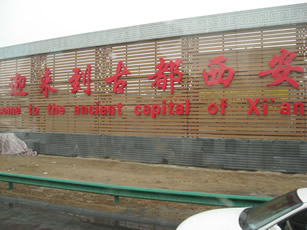 迎来到古都西安
come to the ancient capital of Xi'an